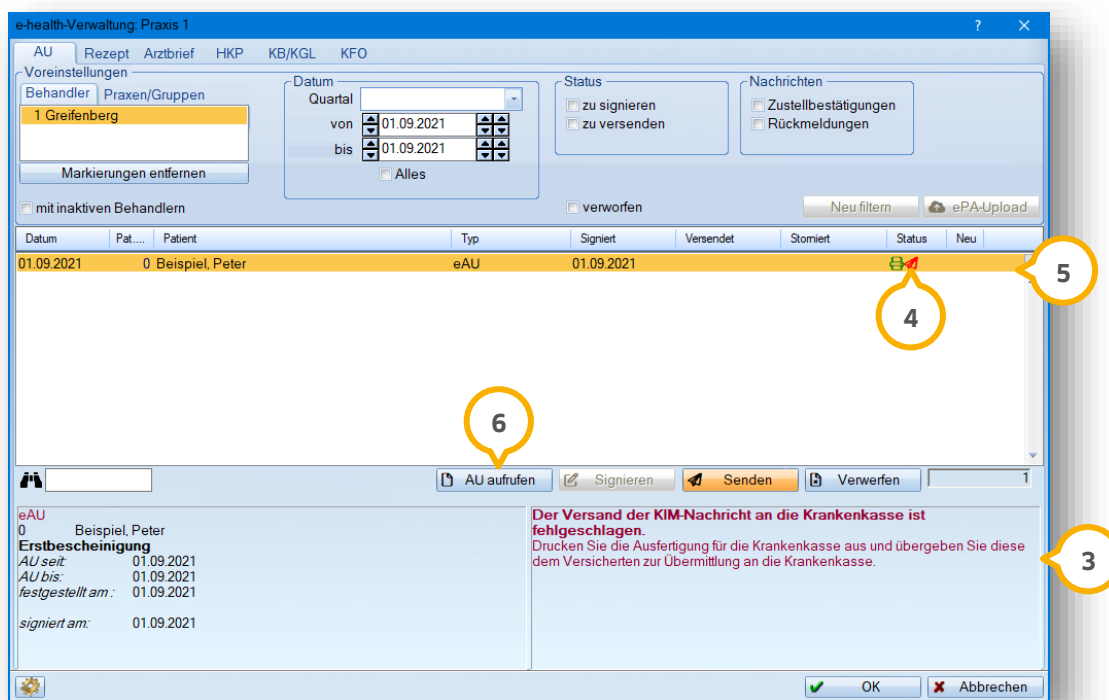 e-health-Verwaltung: Praxis 1 ?
AU Rezept Arztbrief HKP KB/KGL KFO
Voreinstellungen
Behandler Praxen/Gruppen
1 Greifenberg
Markierungen entfernen
mit inaktiven Behandlern
Datum
Quartal
von 01.09.2021
bis 01.09.2021
Alles
Status
zu signieren
zu versenden
verworfen
Nachrichten
Zustellbestätigungen
Rückmeldungen
Neu filtern ePA-Upload
Datum Pat.... Patient Typ Signiert Versendet Storniert Status Neu
01.09.2021 0 Beispiel, Peter eAU 01.09.2021
5
4
6
AU aufrufen Signieren Senden Verwerfen 1
eAU
0 Beispiel, Peter
Erstbescheinigung
AU seit: 01.09.2021
AU bis: 01.09.2021
festgestellt am : 01.09.2021
signiert am: 01.09.2021
Der Versand der KIM-Nachricht an die Krankenkasse ist
fehlgeschlagen.
Drucken Sie die Ausfertigung für die Krankenkasse aus und übergeben Sie diese
dem Versicherten zur Übermittlung an die Krankenkasse.
3
OK Abbrechen